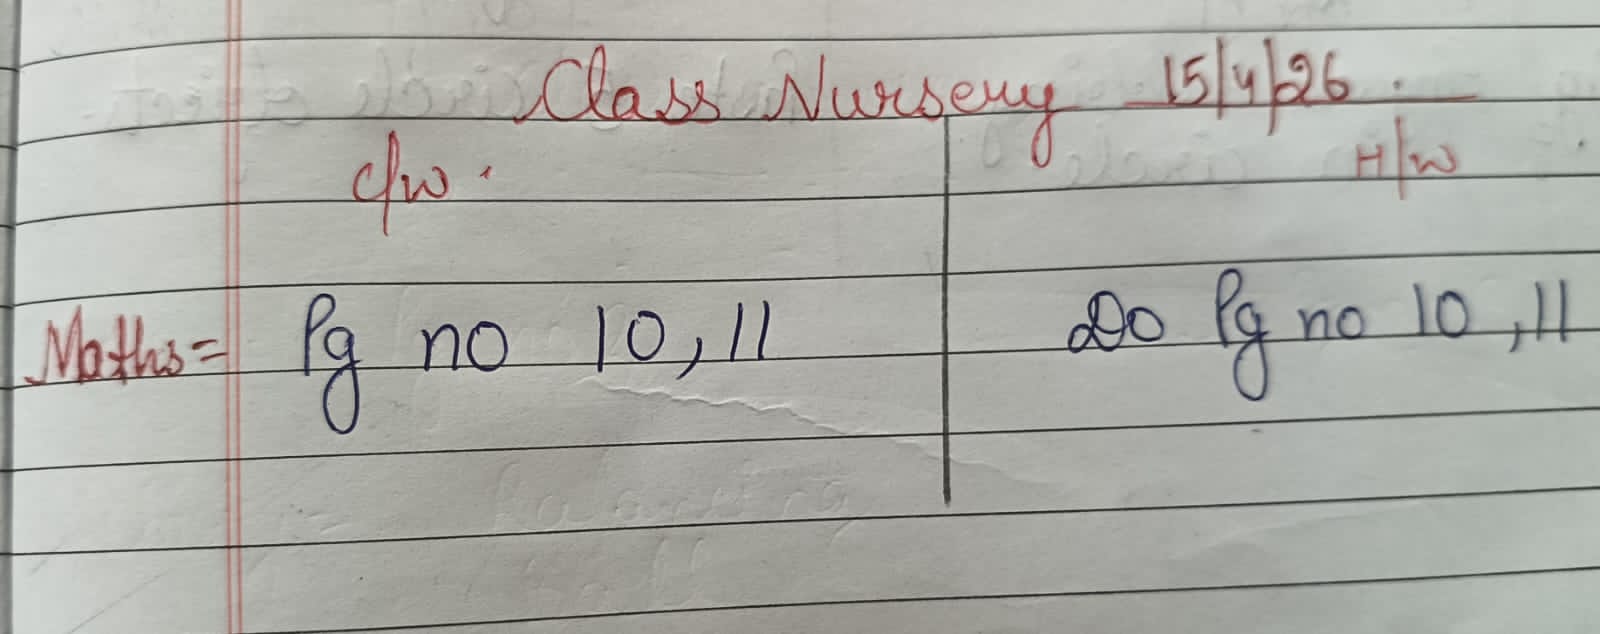 Class Nursery 15/4/26.
C/w. H/w
Maths= Pg no 10,11 Do Pg no 10,11